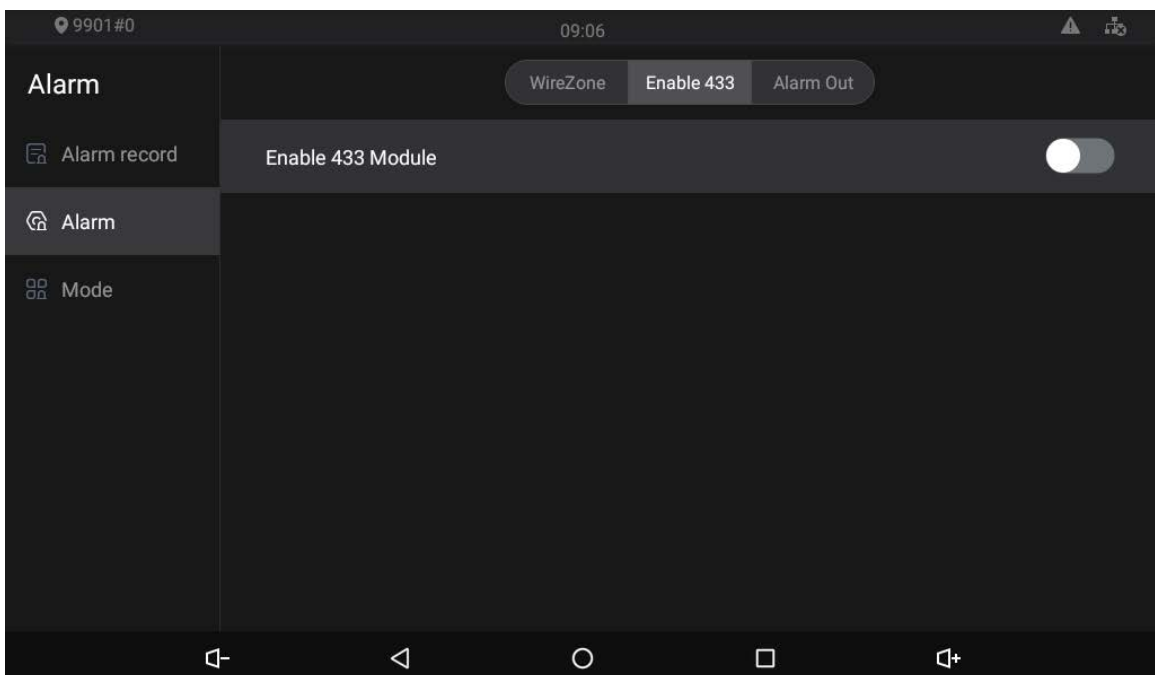 9901#0
09:06
Alarm
WireZone Enable 433 Alarm Out
Alarm record
Enable 433 Module
Alarm
Mode